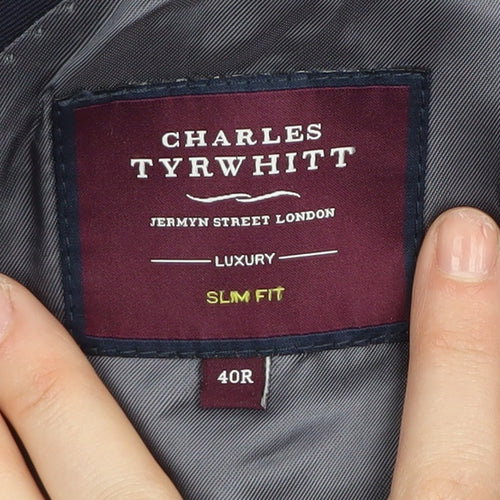 CHARLES
TYRWHITT
JERMYN STREET LONDON
LUXURY
SLIM FIT
40R